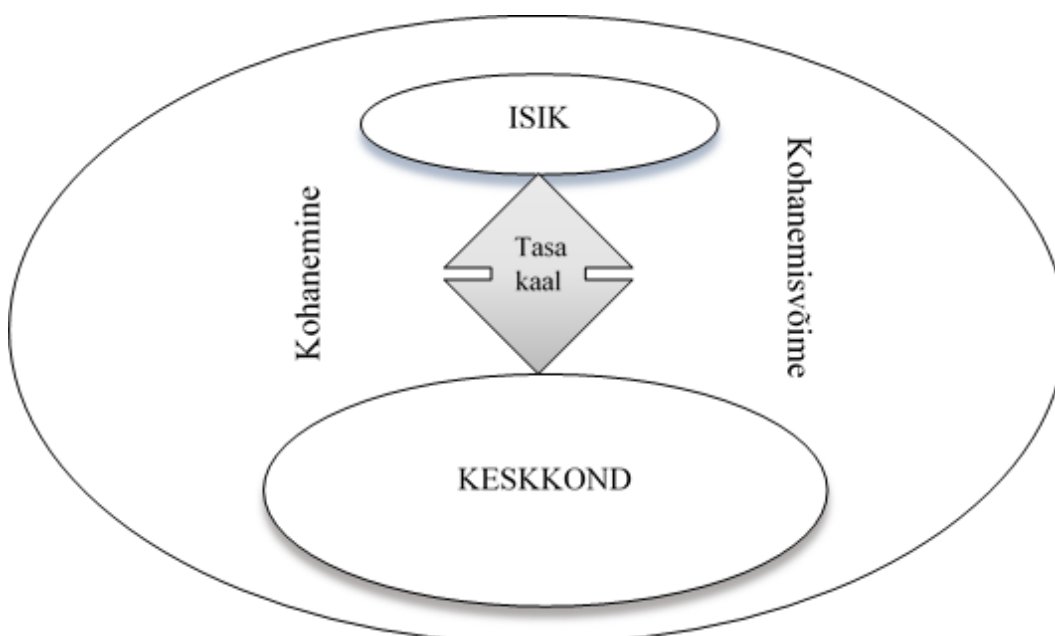 ISIK
Kohanemine
Tasa
kaal
Kohanemisvõime
KESKKOND